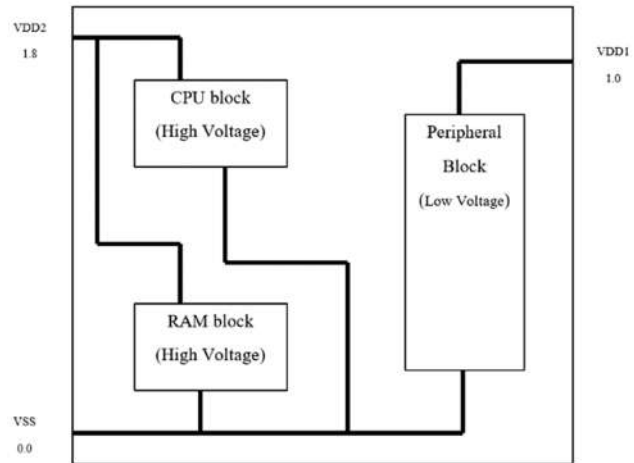 VDD2
1.8
CPU block
(High Voltage)
VDD1
1.0
Peripheral
Block
(Low Voltage)
RAM block
(High Voltage)
VSS
0.0